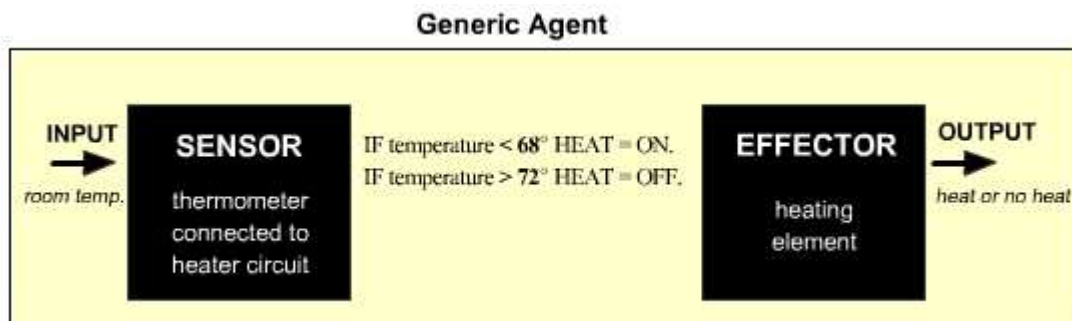 Generic Agent
INPUT
room temp.
SENSOR
thermometer
connected to
heater circuit
IF temperature < 68° HEAT = ON.
IF temperature > 72° HEAT = OFF.
EFFECTOR
heating
element
OUTPUT
heat or no heat